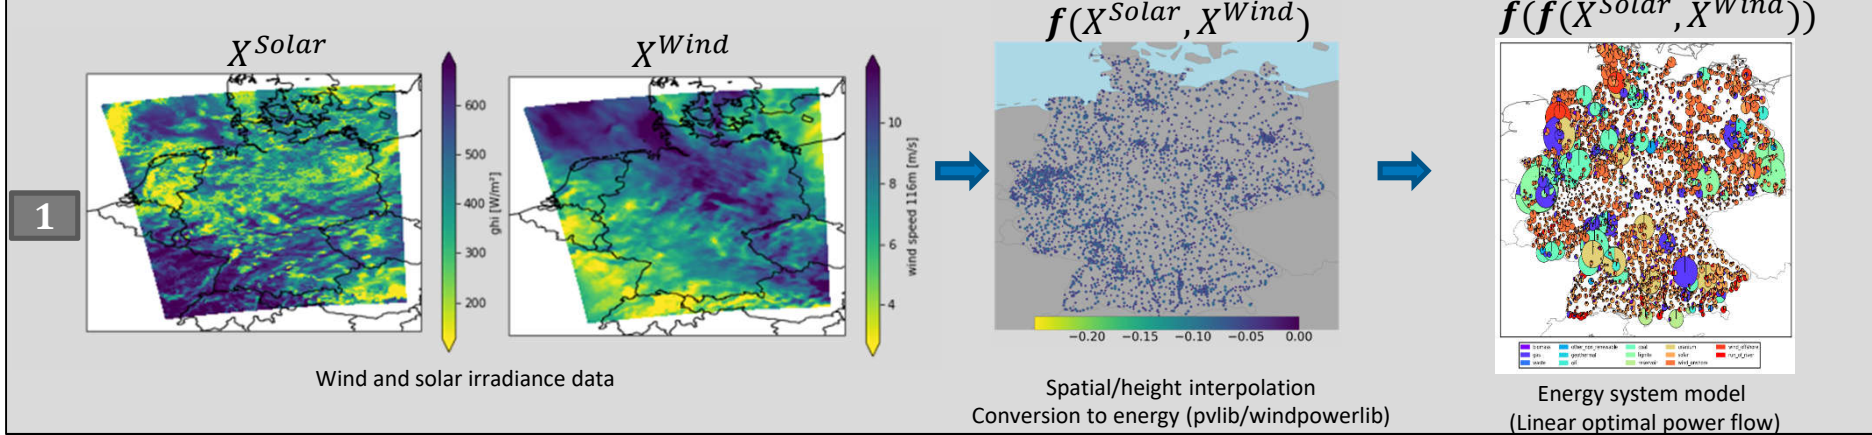 1
X^Solar
600
500
400
300
200
ghi [W/m²]
X^Wind
10
8
6
4
wind speed 116m [m/s]
Wind and solar irradiance data
f(X^Solar, X^Wind)
−0.20 −0.15 −0.10 −0.05 0.00
Spatial/height interpolation
Conversion to energy (pvlib/windpowerlib)
f(f(X^Solar, X^Wind))
biomass other_non_renewable coal uranium wind_offshore
gas geothermal lignite solar run_of_river
waste oil reservoir wind_onshore
Energy system model
(Linear optimal power flow)